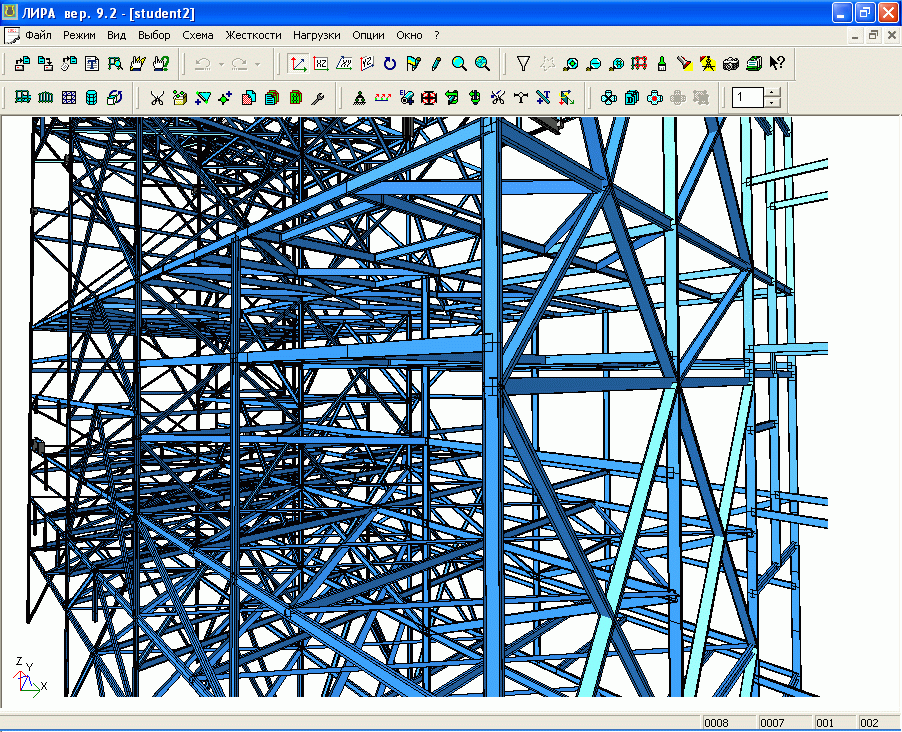 ЛИРА вер. 9.2 - [student2]
Файл Режим Вид Выбор Схема Жесткости Нагрузки Опции Окно ?
1
Z
Y
X
0008 0007 001 002